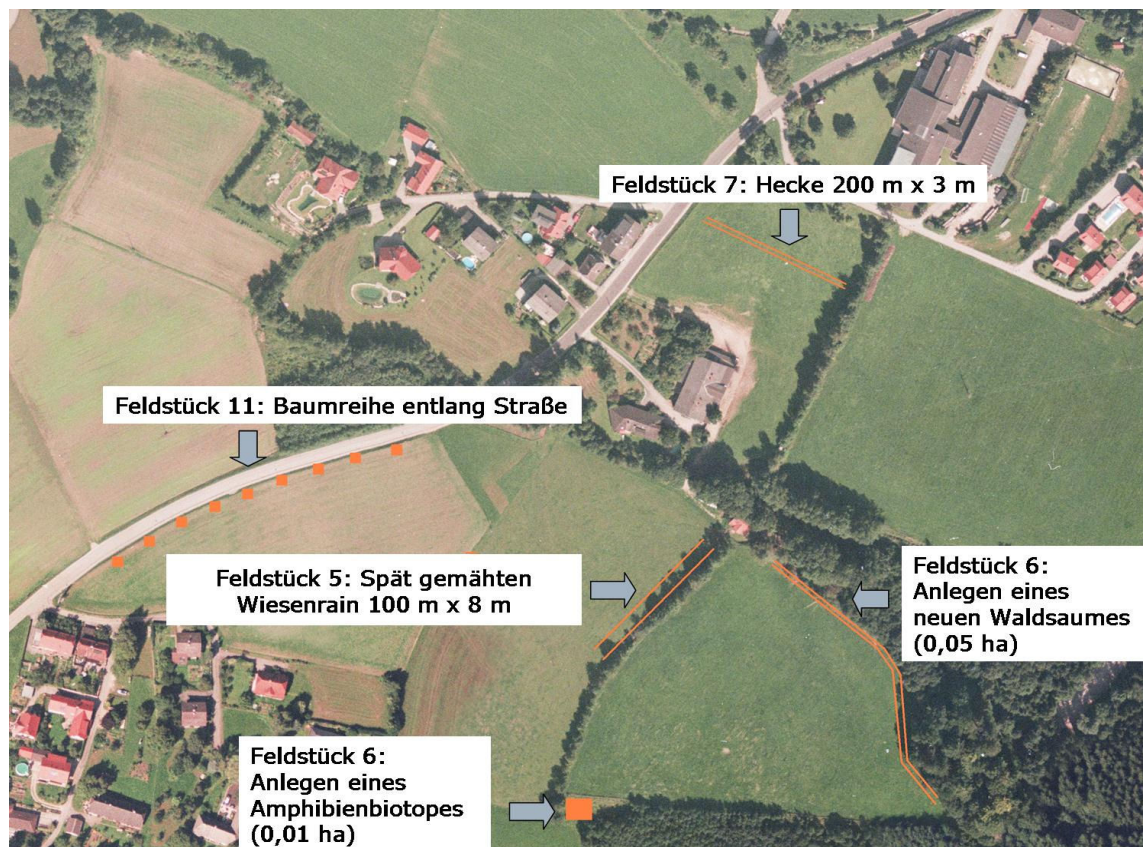 Feldstück 7: Hecke 200 m x 3 m
Feldstück 11: Baumreihe entlang Straße
Feldstück 5: Spät gemähten
Wiesenrain 100 m x 8 m
Feldstück 6:
Anlegen eines
neuen Waldsaumes
(0,05 ha)
Feldstück 6:
Anlegen eines
Amphibienbiotopes
(0,01 ha)